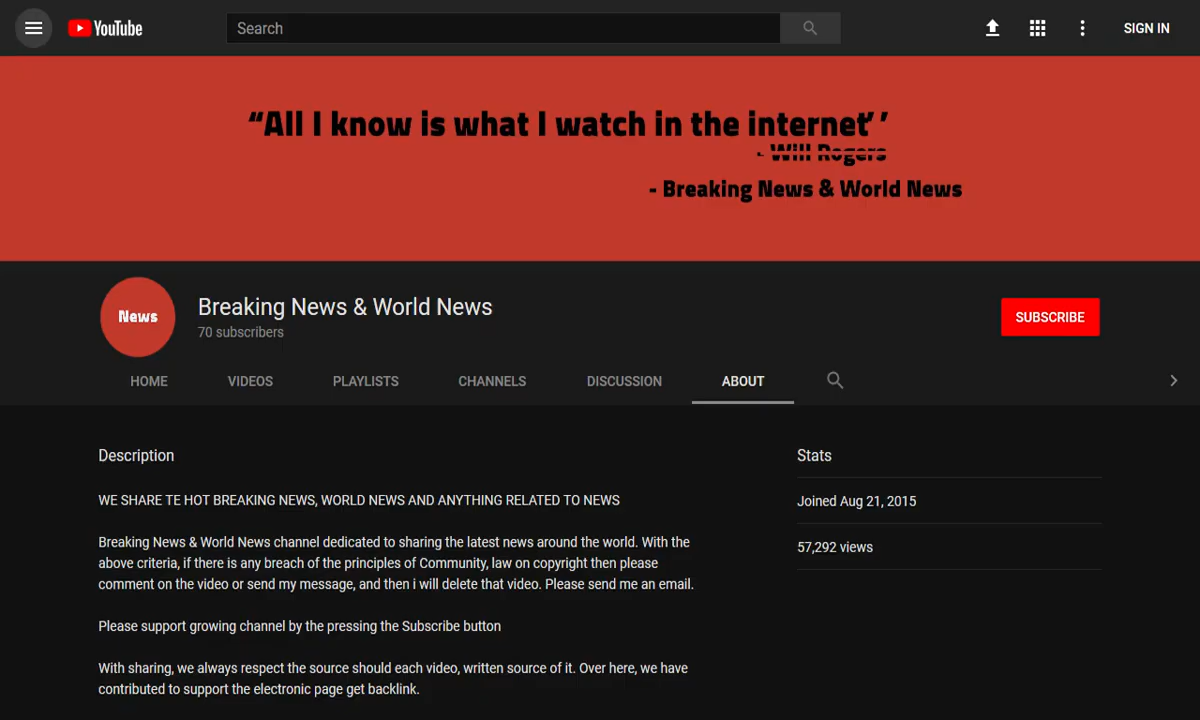 YouTube
Search
SIGN IN
“All I know is what I watch in the internet’’
- Will Rogers
- Breaking News & World News
News
Breaking News & World News
70 subscribers
SUBSCRIBE
HOME VIDEOS PLAYLISTS CHANNELS DISCUSSION ABOUT
Description
WE SHARE TE HOT BREAKING NEWS, WORLD NEWS AND ANYTHING RELATED TO NEWS
Breaking News & World News channel dedicated to sharing the latest news around the world. With the
above criteria, if there is any breach of the principles of Community, law on copyright then please
comment on the video or send my message, and then i will delete that video. Please send me an email.
Please support growing channel by the pressing the Subscribe button
With sharing, we always respect the source should each video, written source of it. Over here, we have
contributed to support the electronic page get backlink.
Stats
Joined Aug 21, 2015
57,292 views